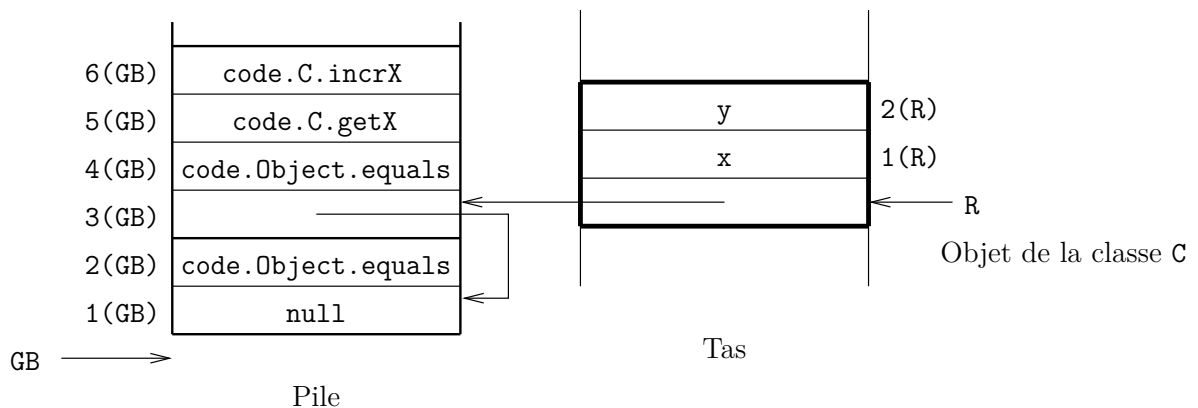 6(GB) code.C.incrX
5(GB) code.C.getX
4(GB) code.Object.equals
3(GB)
2(GB) code.Object.equals
1(GB) null
GB
Pile
y 2(R)
x 1(R)
R
Objet de la classe C
Tas